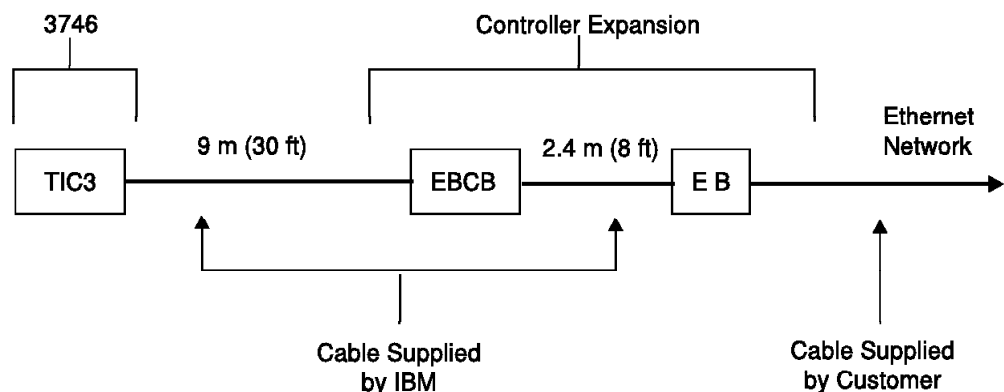 3746
Controller Expansion
9 m (30 ft)
2.4 m (8 ft)
Ethernet
Network
TIC3
EBCB
E B
Cable Supplied
by IBM
Cable Supplied
by Customer